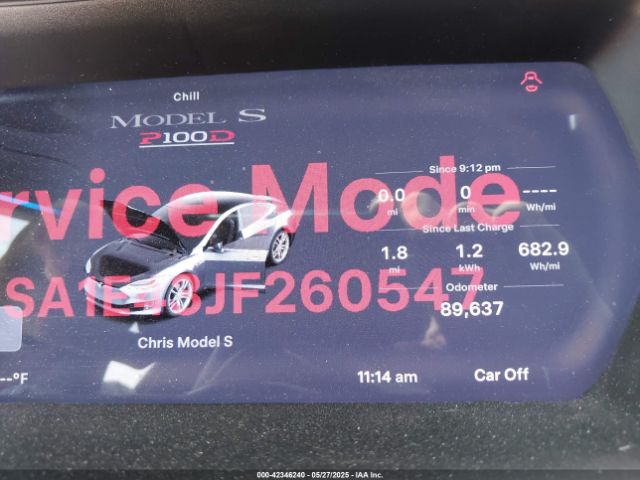 Chill
MODEL S
P100D
rvice Mode
Since 9:12 pm
0.0
mi
0
min
----
Wh/mi
Since Last Charge
1.8
mi
1.2
kWh
682.9
Wh/mi
JF260547
Odometer
89,637
Chris Model S
--°F
11:14 am
Car Off
000-42346240 - 05/27/2025 - IAA Inc.